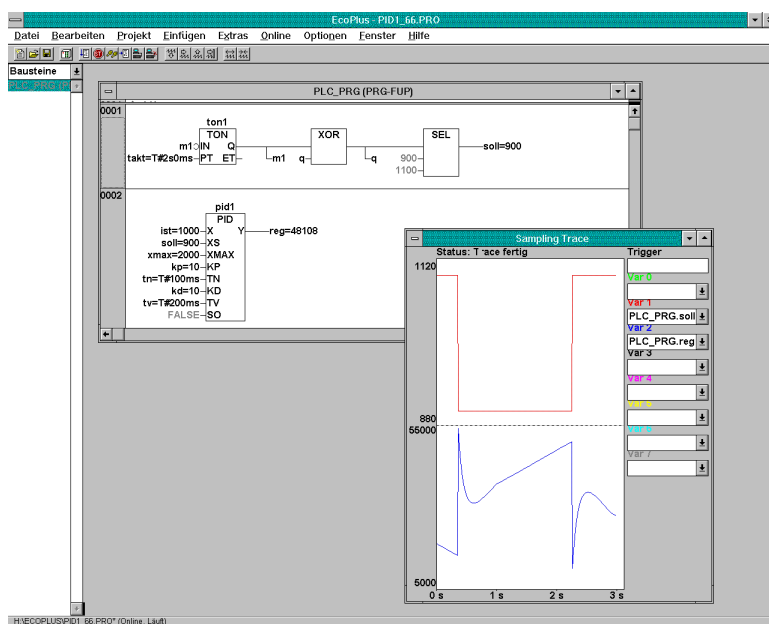 EcoPlus - PID1_66.PRO
Datei Bearbeiten Projekt Einfügen Extras Online Optionen Fenster Hilfe
Bausteine
PLC_PRG (PRG-FUP)
0001
ton1
TON
m1 IN Q
takt=T#2s0ms PT ET
m1
XOR
q
q
SEL
900
1100
soll=900
0002
pid1
PID
ist=1000 X Y reg=48108
soll=900 XS
xmax=2000 XMAX
kp=10 KP
tn=T#100ms TN
kd=10 KD
tv=T#200ms TV
FALSE SO
Sampling Trace
Status: Trace fertig
Trigger
1120
880
55000
5000
0 s 1 s 2 s 3 s
Var 0
Var 1
PLC_PRG.soll
Var 2
PLC_PRG.reg
Var 3
Var 4
Var 5
Var 6
Var 7
H:\ECOPLUS\PID1_66.PRO* (Online, Läuft)